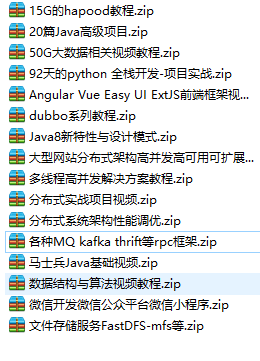 15G的hapood教程.zip
20篇Java高级项目.zip
50G大数据相关视频教程.zip
92天的python 全栈开发-项目实战.zip
Angular Vue Easy UI ExtJS前端框架视...
dubbo系列教程.zip
Java8新特性与设计模式.zip
大型网站分布式架构高并发高可用可扩展...
多线程高并发解决方案教程.zip
分布式实战项目视频.zip
分布式系统架构性能调优.zip
各种MQ kafka thrift等rpc框架.zip
马士兵Java基础视频.zip
数据结构与算法视频教程.zip
微信开发微信公众平台微信小程序.zip
文件存储服务FastDFS-mfs等.zip